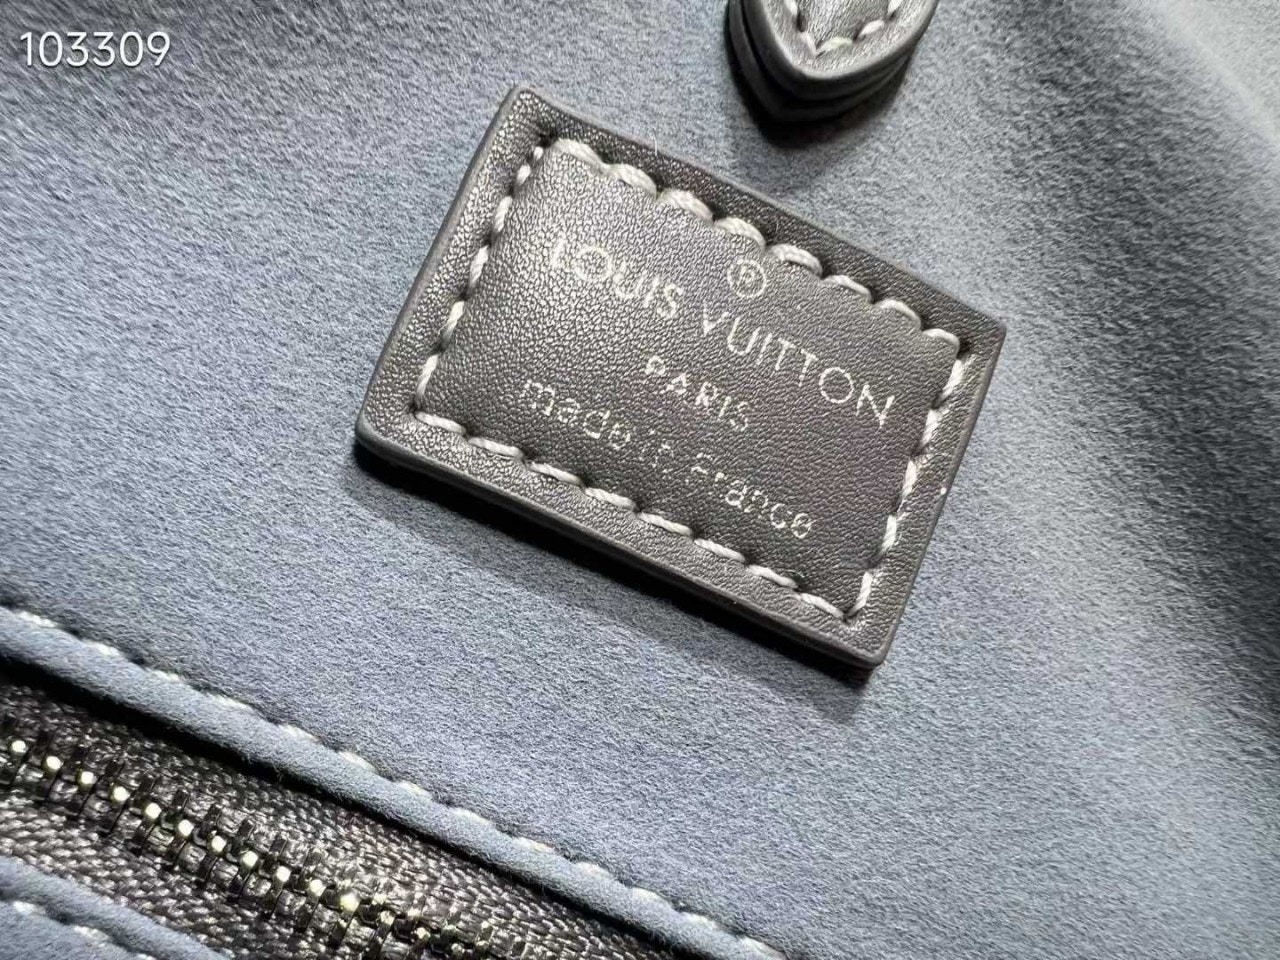 103309
®
LOUIS VUITTON
PARIS
made in France